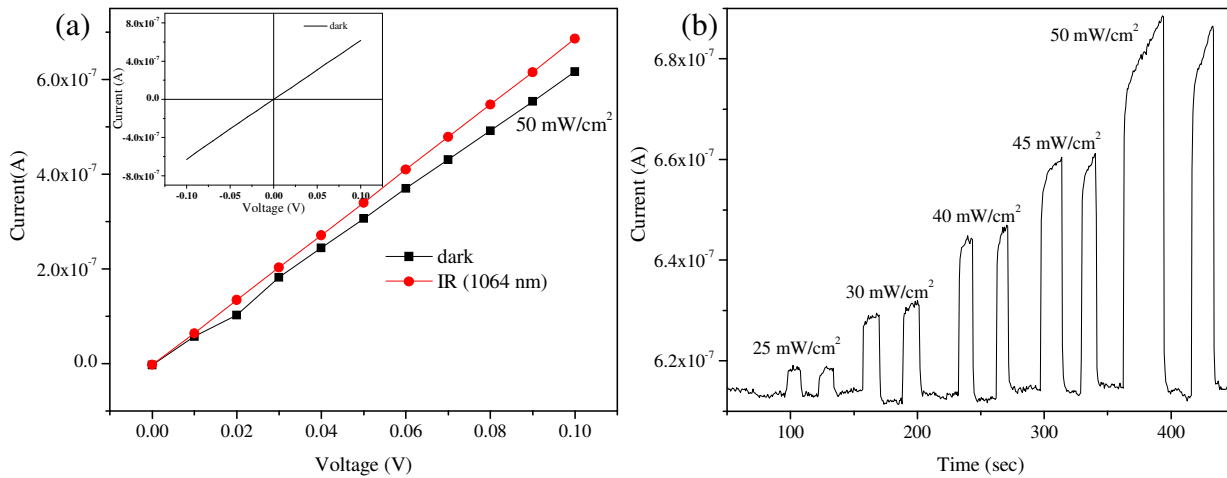 (a)
8.0x10⁻⁷
4.0x10⁻⁷
0.0
-4.0x10⁻⁷
-8.0x10⁻⁷
Current (A)
dark
-0.10 -0.05 0.00 0.05 0.10
Voltage (V)
6.0x10⁻⁷
4.0x10⁻⁷
2.0x10⁻⁷
0.0
Current(A)
50 mW/cm²
dark
IR (1064 nm)
0.00 0.02 0.04 0.06 0.08 0.10
Voltage (V)
(b)
6.8x10⁻⁷
6.6x10⁻⁷
6.4x10⁻⁷
6.2x10⁻⁷
Current (A)
50 mW/cm²
45 mW/cm²
40 mW/cm²
30 mW/cm²
25 mW/cm²
100 200 300 400
Time (sec)